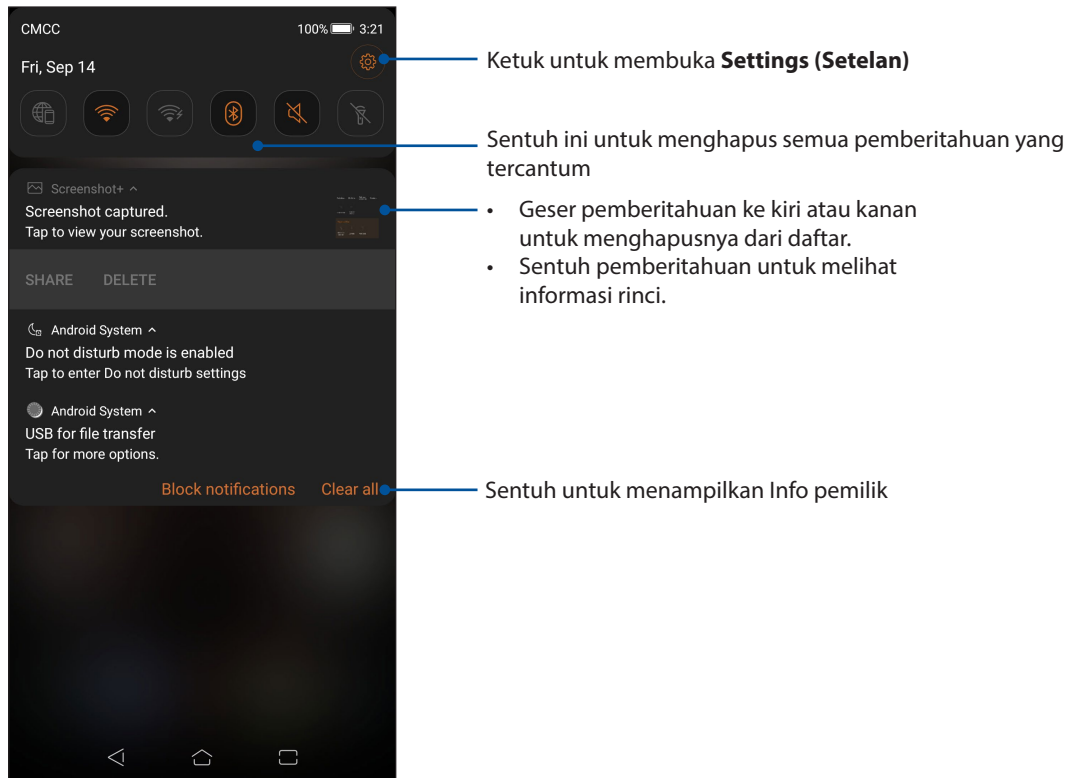 CMCC 100% 3:21
Fri, Sep 14
Ketuk untuk membuka Settings (Setelan)
Sentuh ini untuk menghapus semua pemberitahuan yang
tercantum
Screenshot+
Screenshot captured.
Tap to view your screenshot.
• Geser pemberitahuan ke kiri atau kanan
untuk menghapusnya dari daftar.
• Sentuh pemberitahuan untuk melihat
informasi rinci.
SHARE DELETE
Android System
Do not disturb mode is enabled
Tap to enter Do not disturb settings
Android System
USB for file transfer
Tap for more options.
Block notifications Clear all
Sentuh untuk menampilkan Info pemilik